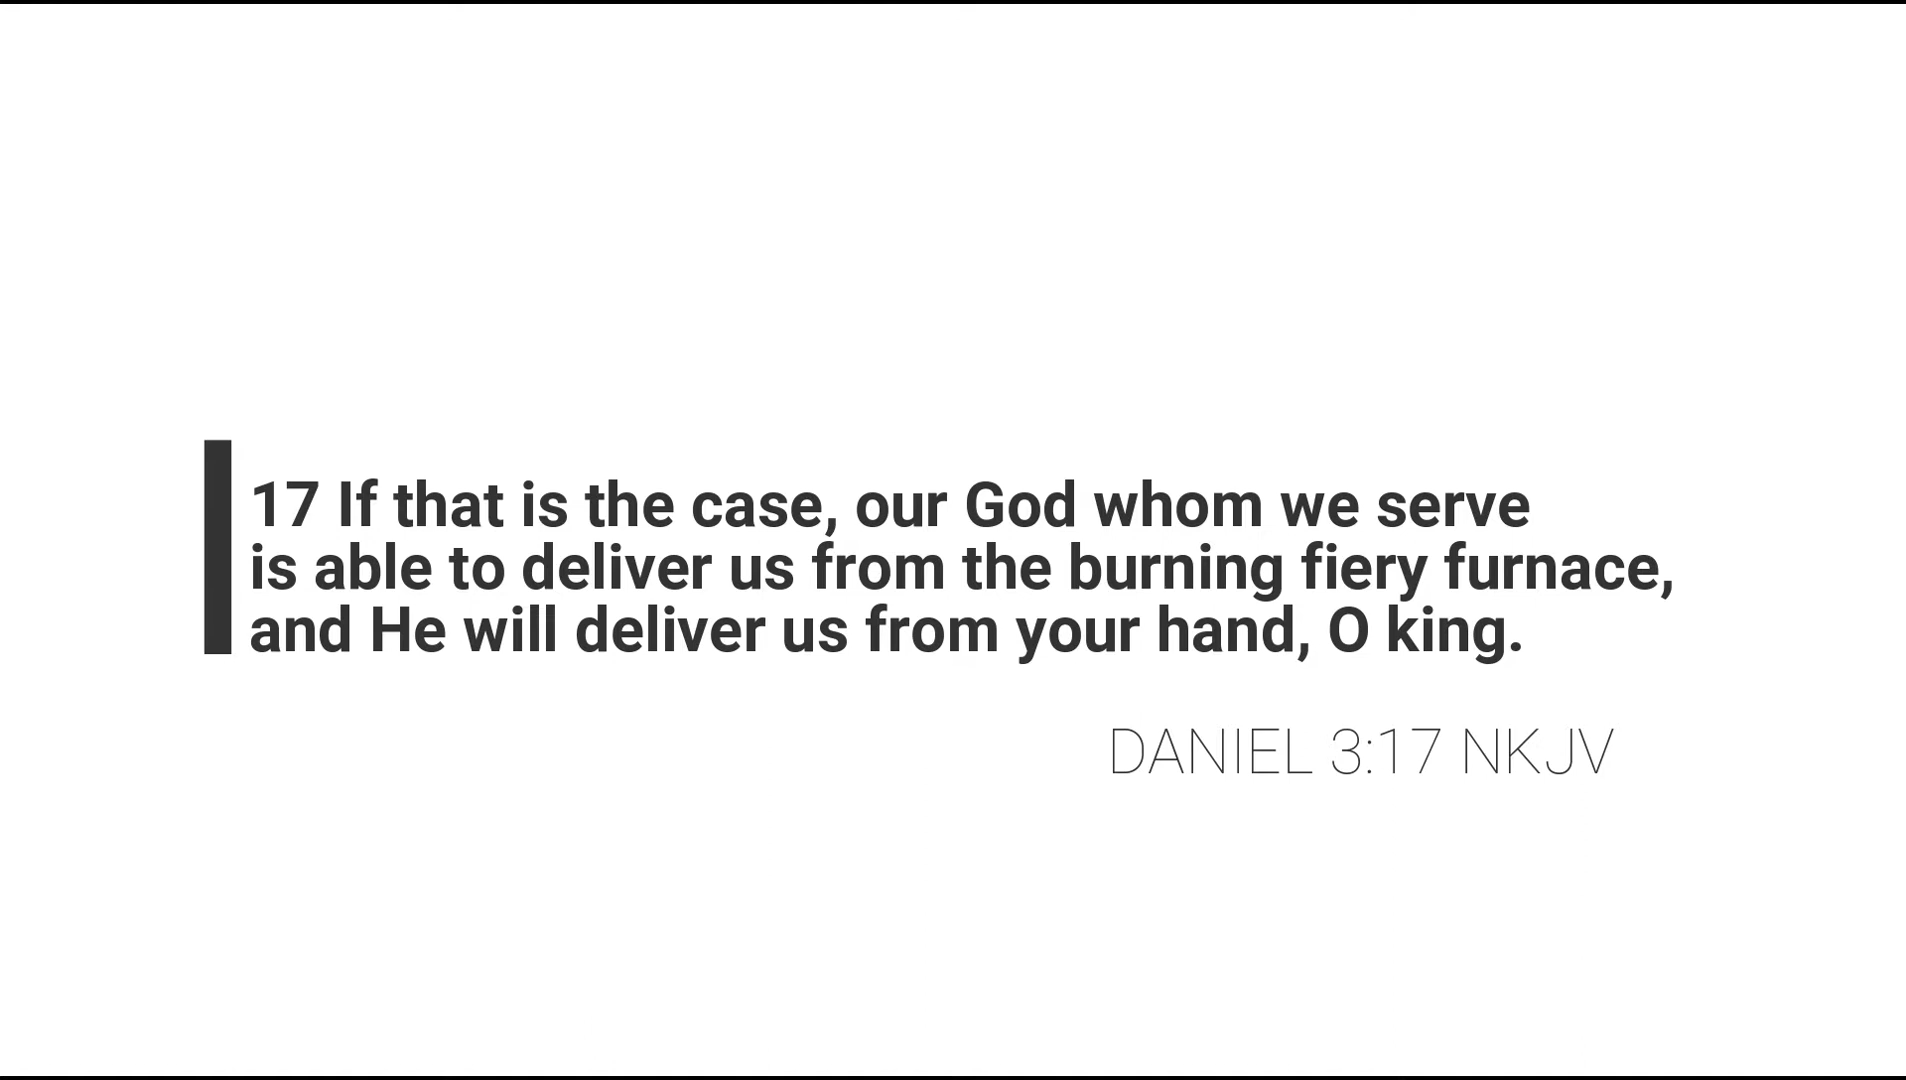 17 If that is the case, our God whom we serve
is able to deliver us from the burning fiery furnace,
and He will deliver us from your hand, O king.
DANIEL 3:17 NKJV